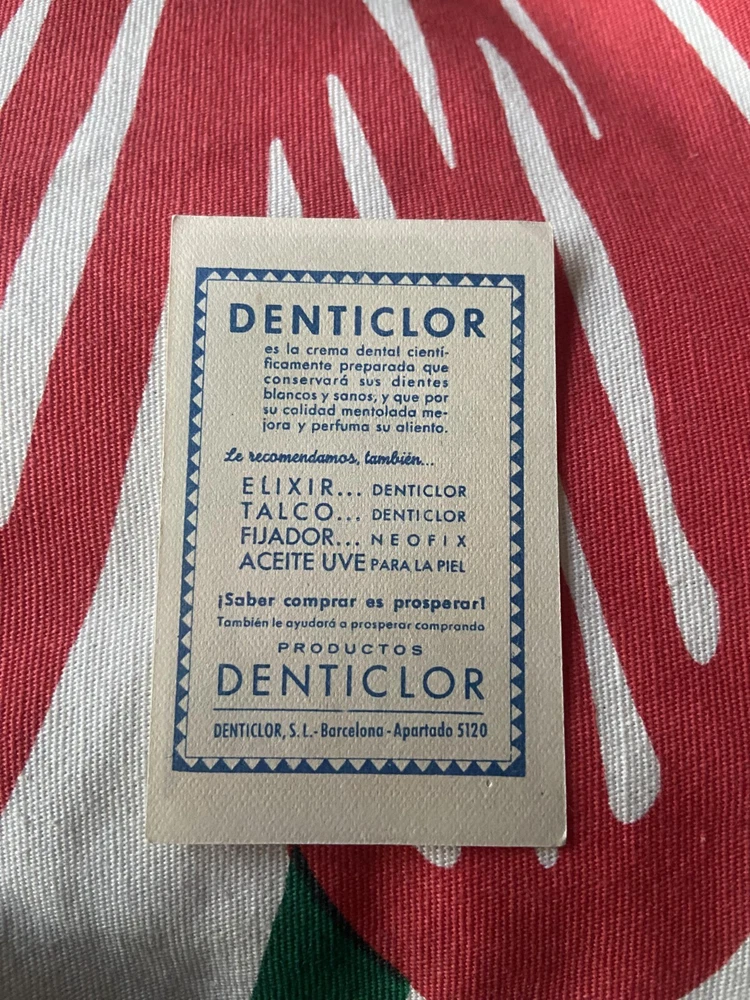 DENTICLOR
es la crema dental cientí-
ficamente preparada que
conservará sus dientes
blancos y sanos, y que por
su calidad mentolada me-
jora y perfuma su aliento.
Le recomendamos, también...
ELIXIR... DENTICLOR
TALCO... DENTICLOR
FIJADOR... NEOFIX
ACEITE UVE PARA LA PIEL
¡Saber comprar es prosperar!
También le ayudará a prosperar comprando
PRODUCTOS
DENTICLOR
DENTICLOR, S. L.-Barcelona-Apartado 5120